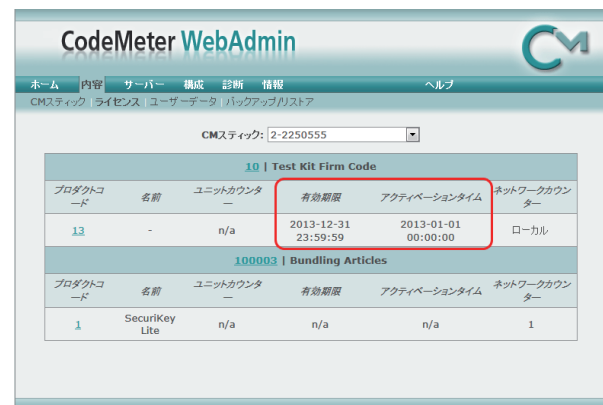 CodeMeter WebAdmin
CM
ホーム 内容 サーバー 構成 診断 情報 ヘルプ
CMスティック | ライセンス | ユーザーデータ | バックアップ/リストア
CMスティック: 2-2250555
10 | Test Kit Firm Code
プロダクトコード 名前 ユニットカウンター 有効期限 アクティベーションタイム ネットワークカウンター
13 - n/a 2013-12-31 23:59:59 2013-01-01 00:00:00 ローカル
100003 | Bundling Articles
プロダクトコード 名前 ユニットカウンター 有効期限 アクティベーションタイム ネットワークカウンター
1 SecuriKey Lite n/a n/a n/a 1